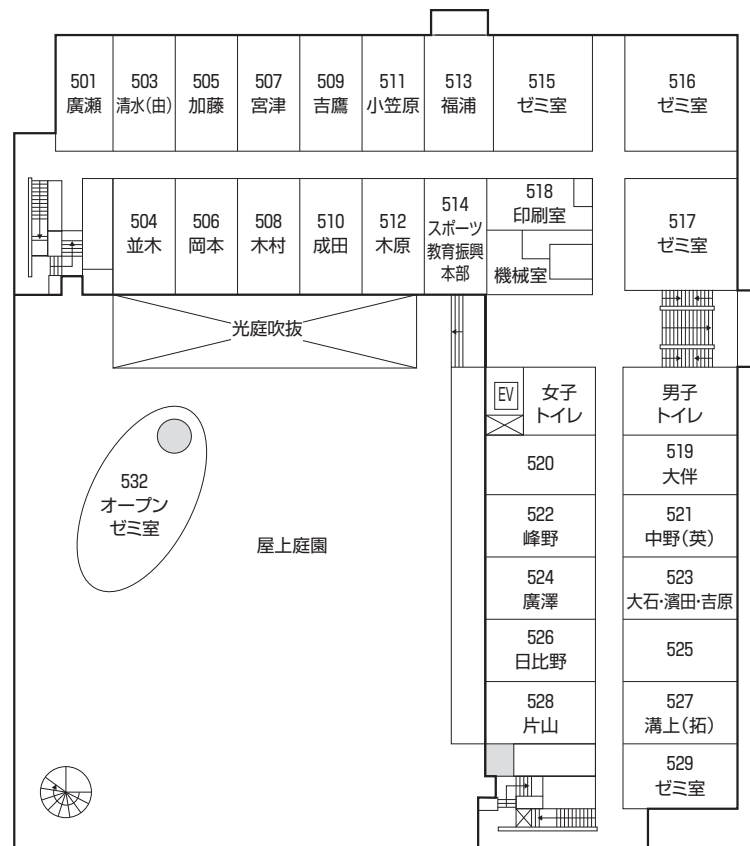 501
廣瀬
503
清水(由)
505
加藤
507
宮津
509
吉鷹
511
小笠原
513
福浦
515
ゼミ室
516
ゼミ室
504
並木
506
岡本
508
木村
510
成田
512
木原
514
スポーツ
教育振興
本部
518
印刷室
機械室
517
ゼミ室
光庭吹抜
EV
女子
トイレ
男子
トイレ
532
オープン
ゼミ室
屋上庭園
520
519
大伴
522
峰野
521
中野(英)
524
廣澤
523
大石・濱田・吉原
526
日比野
525
528
片山
527
溝上(拓)
529
ゼミ室